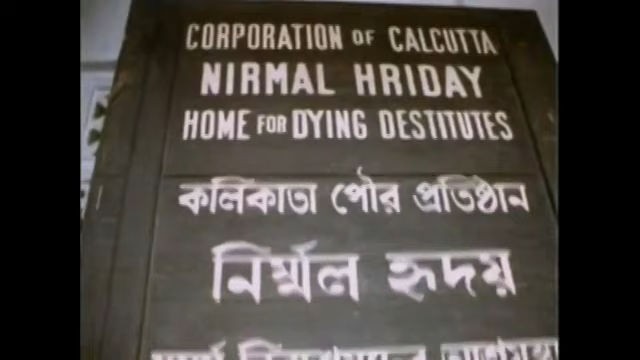 CORPORATION OF CALCUTTA
NIRMAL HRIDAY
HOME FOR DYING DESTITUTES
কলিকাতা পৌর প্রতিষ্ঠান
নির্ম্মল হৃদয়